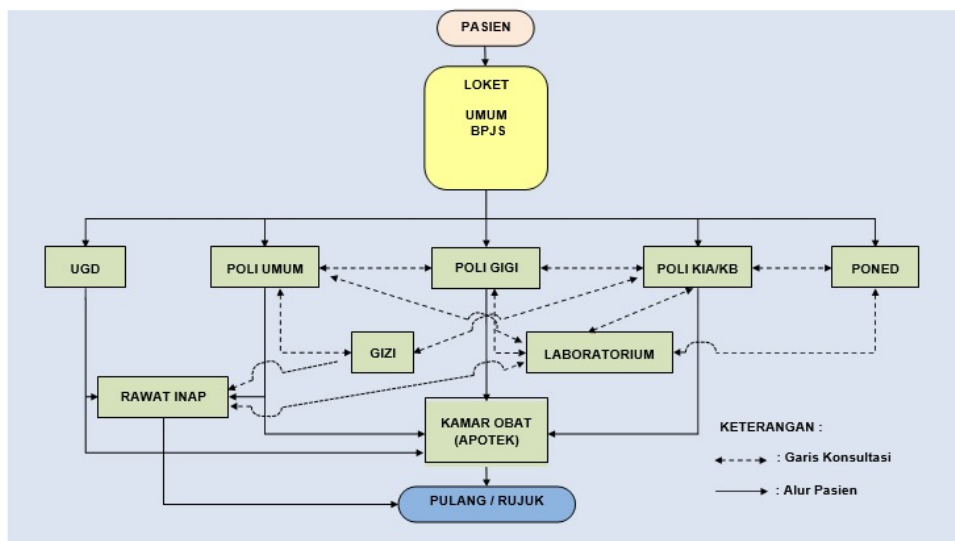 PASIEN
LOKET
UMUM
BPJS
UGD
POLI UMUM
POLI GIGI
POLI KIA/KB
PONED
GIZI
LABORATORIUM
RAWAT INAP
KAMAR OBAT
(APOTEK)
KETERANGAN :
: Garis Konsultasi
: Alur Pasien
PULANG / RUJUK